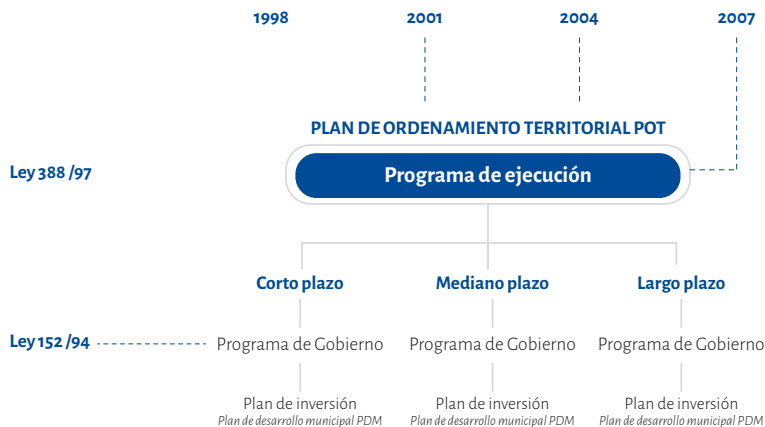 1998 2001 2004 2007
PLAN DE ORDENAMIENTO TERRITORIAL POT
Ley 388 /97 Programa de ejecución
Corto plazo Mediano plazo Largo plazo
Ley 152 /94 Programa de Gobierno Programa de Gobierno Programa de Gobierno
Plan de inversión Plan de inversión Plan de inversión
Plan de desarrollo municipal PDM Plan de desarrollo municipal PDM Plan de desarrollo municipal PDM